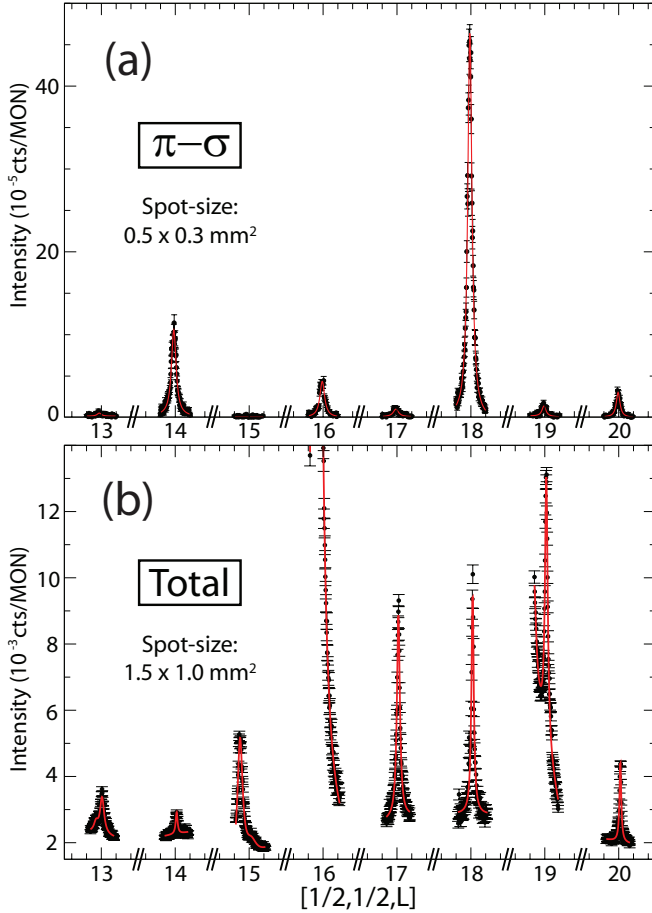 Intensity (10⁻⁵cts/MON)
40
20
0
(a)
π−σ
Spot-size:
0.5 x 0.3 mm²
13 // 14 // 15 // 16 // 17 // 18 // 19 // 20
Intensity (10⁻³cts/MON)
12
10
8
6
4
2
(b)
Total
Spot-size:
1.5 x 1.0 mm²
13 // 14 // 15 // 16 // 17 // 18 // 19 // 20
[1/2,1/2,L]